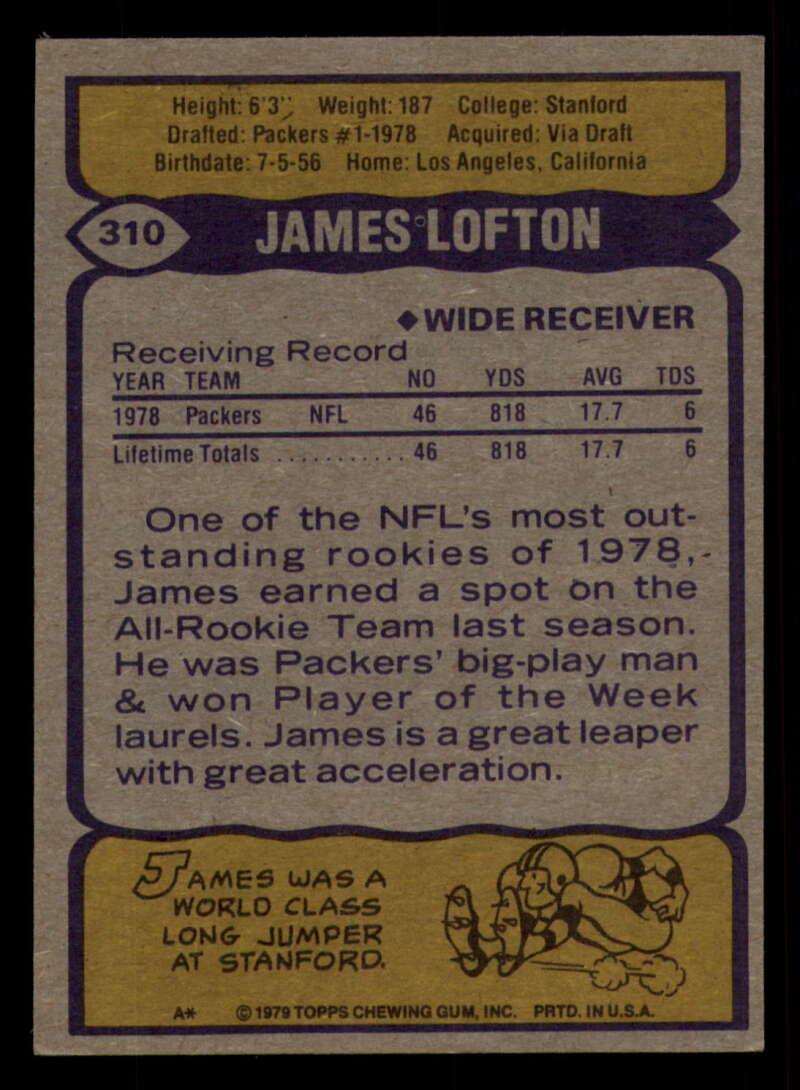 Height: 6'3" Weight: 187 College: Stanford
Drafted: Packers #1-1978 Acquired: Via Draft
Birthdate: 7-5-56 Home: Los Angeles, California
310 JAMES LOFTON
◆WIDE RECEIVER
Receiving Record
YEAR TEAM NO YDS AVG TDS
1978 Packers NFL 46 818 17.7 6
Lifetime Totals ........... 46 818 17.7 6
One of the NFL's most out-
standing rookies of 1978,
James earned a spot on the
All-Rookie Team last season.
He was Packers' big-play man
& won Player of the Week
laurels. James is a great leaper
with great acceleration.
JAMES WAS A
WORLD CLASS
LONG JUMPER
AT STANFORD.
A* ©1979 TOPPS CHEWING GUM, INC. PRTD. IN U.S.A.